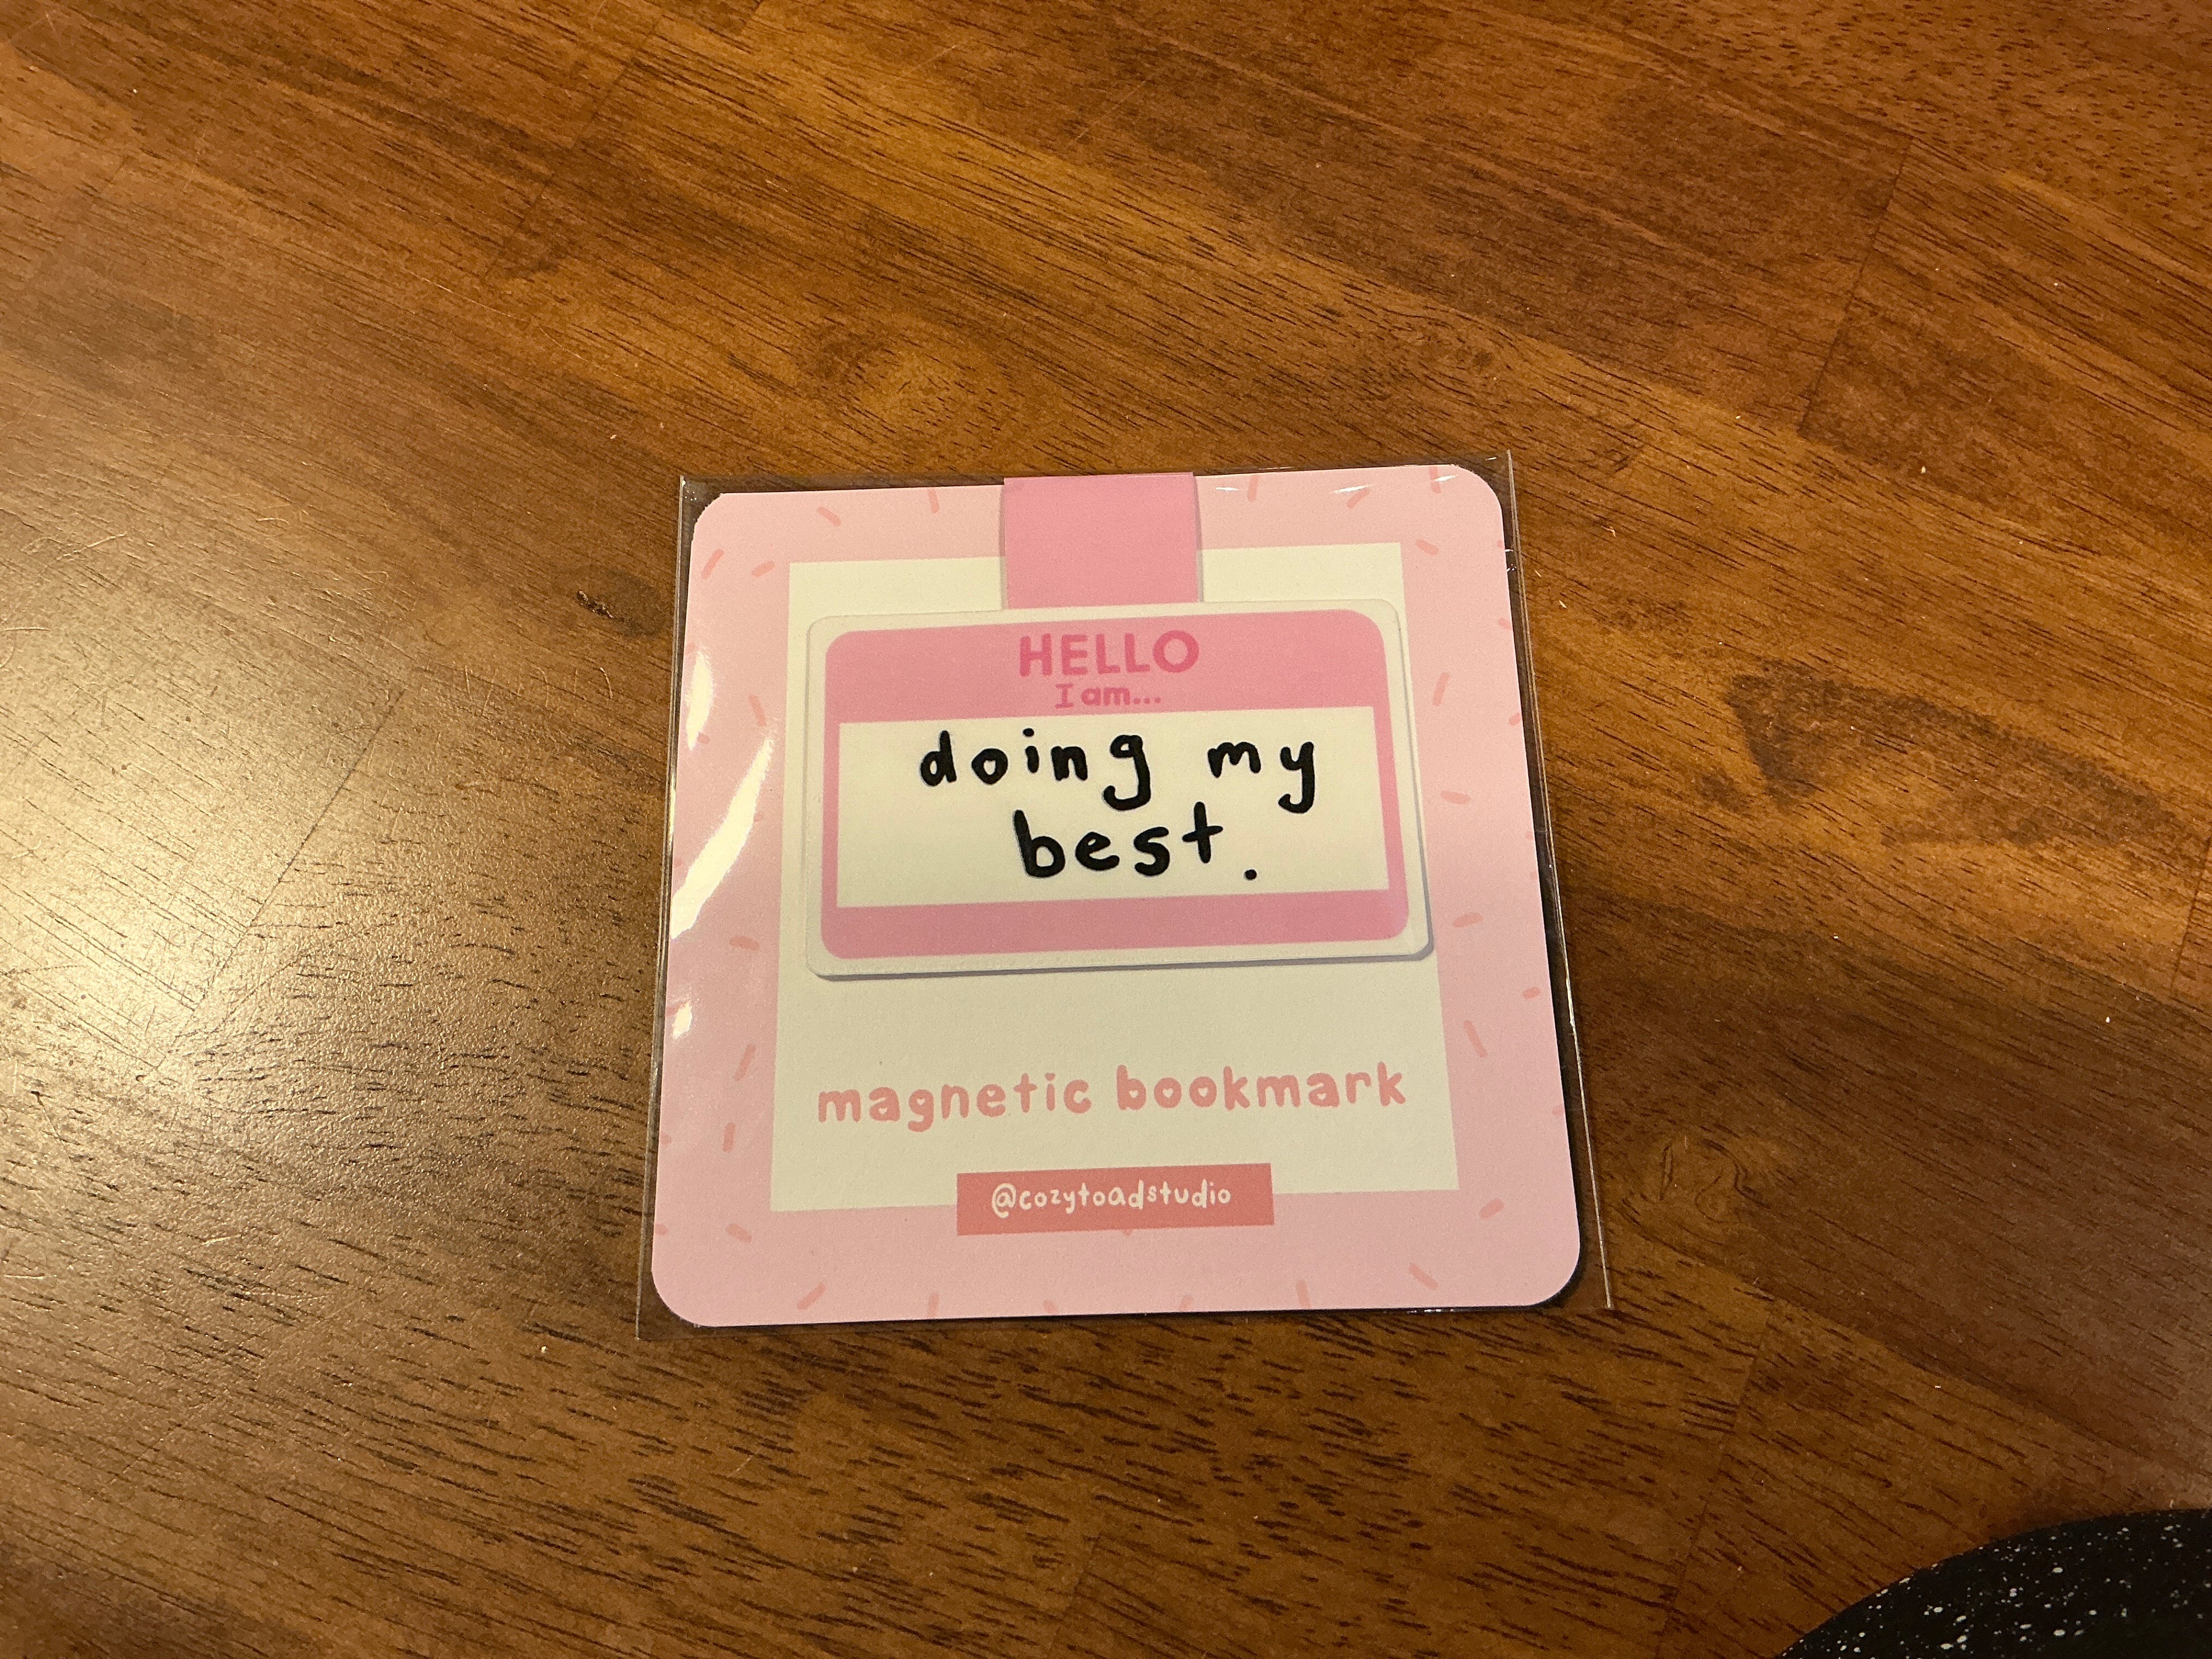 HELLO
I am...
doing my
best.
magnetic bookmark
@cozytoadstudio